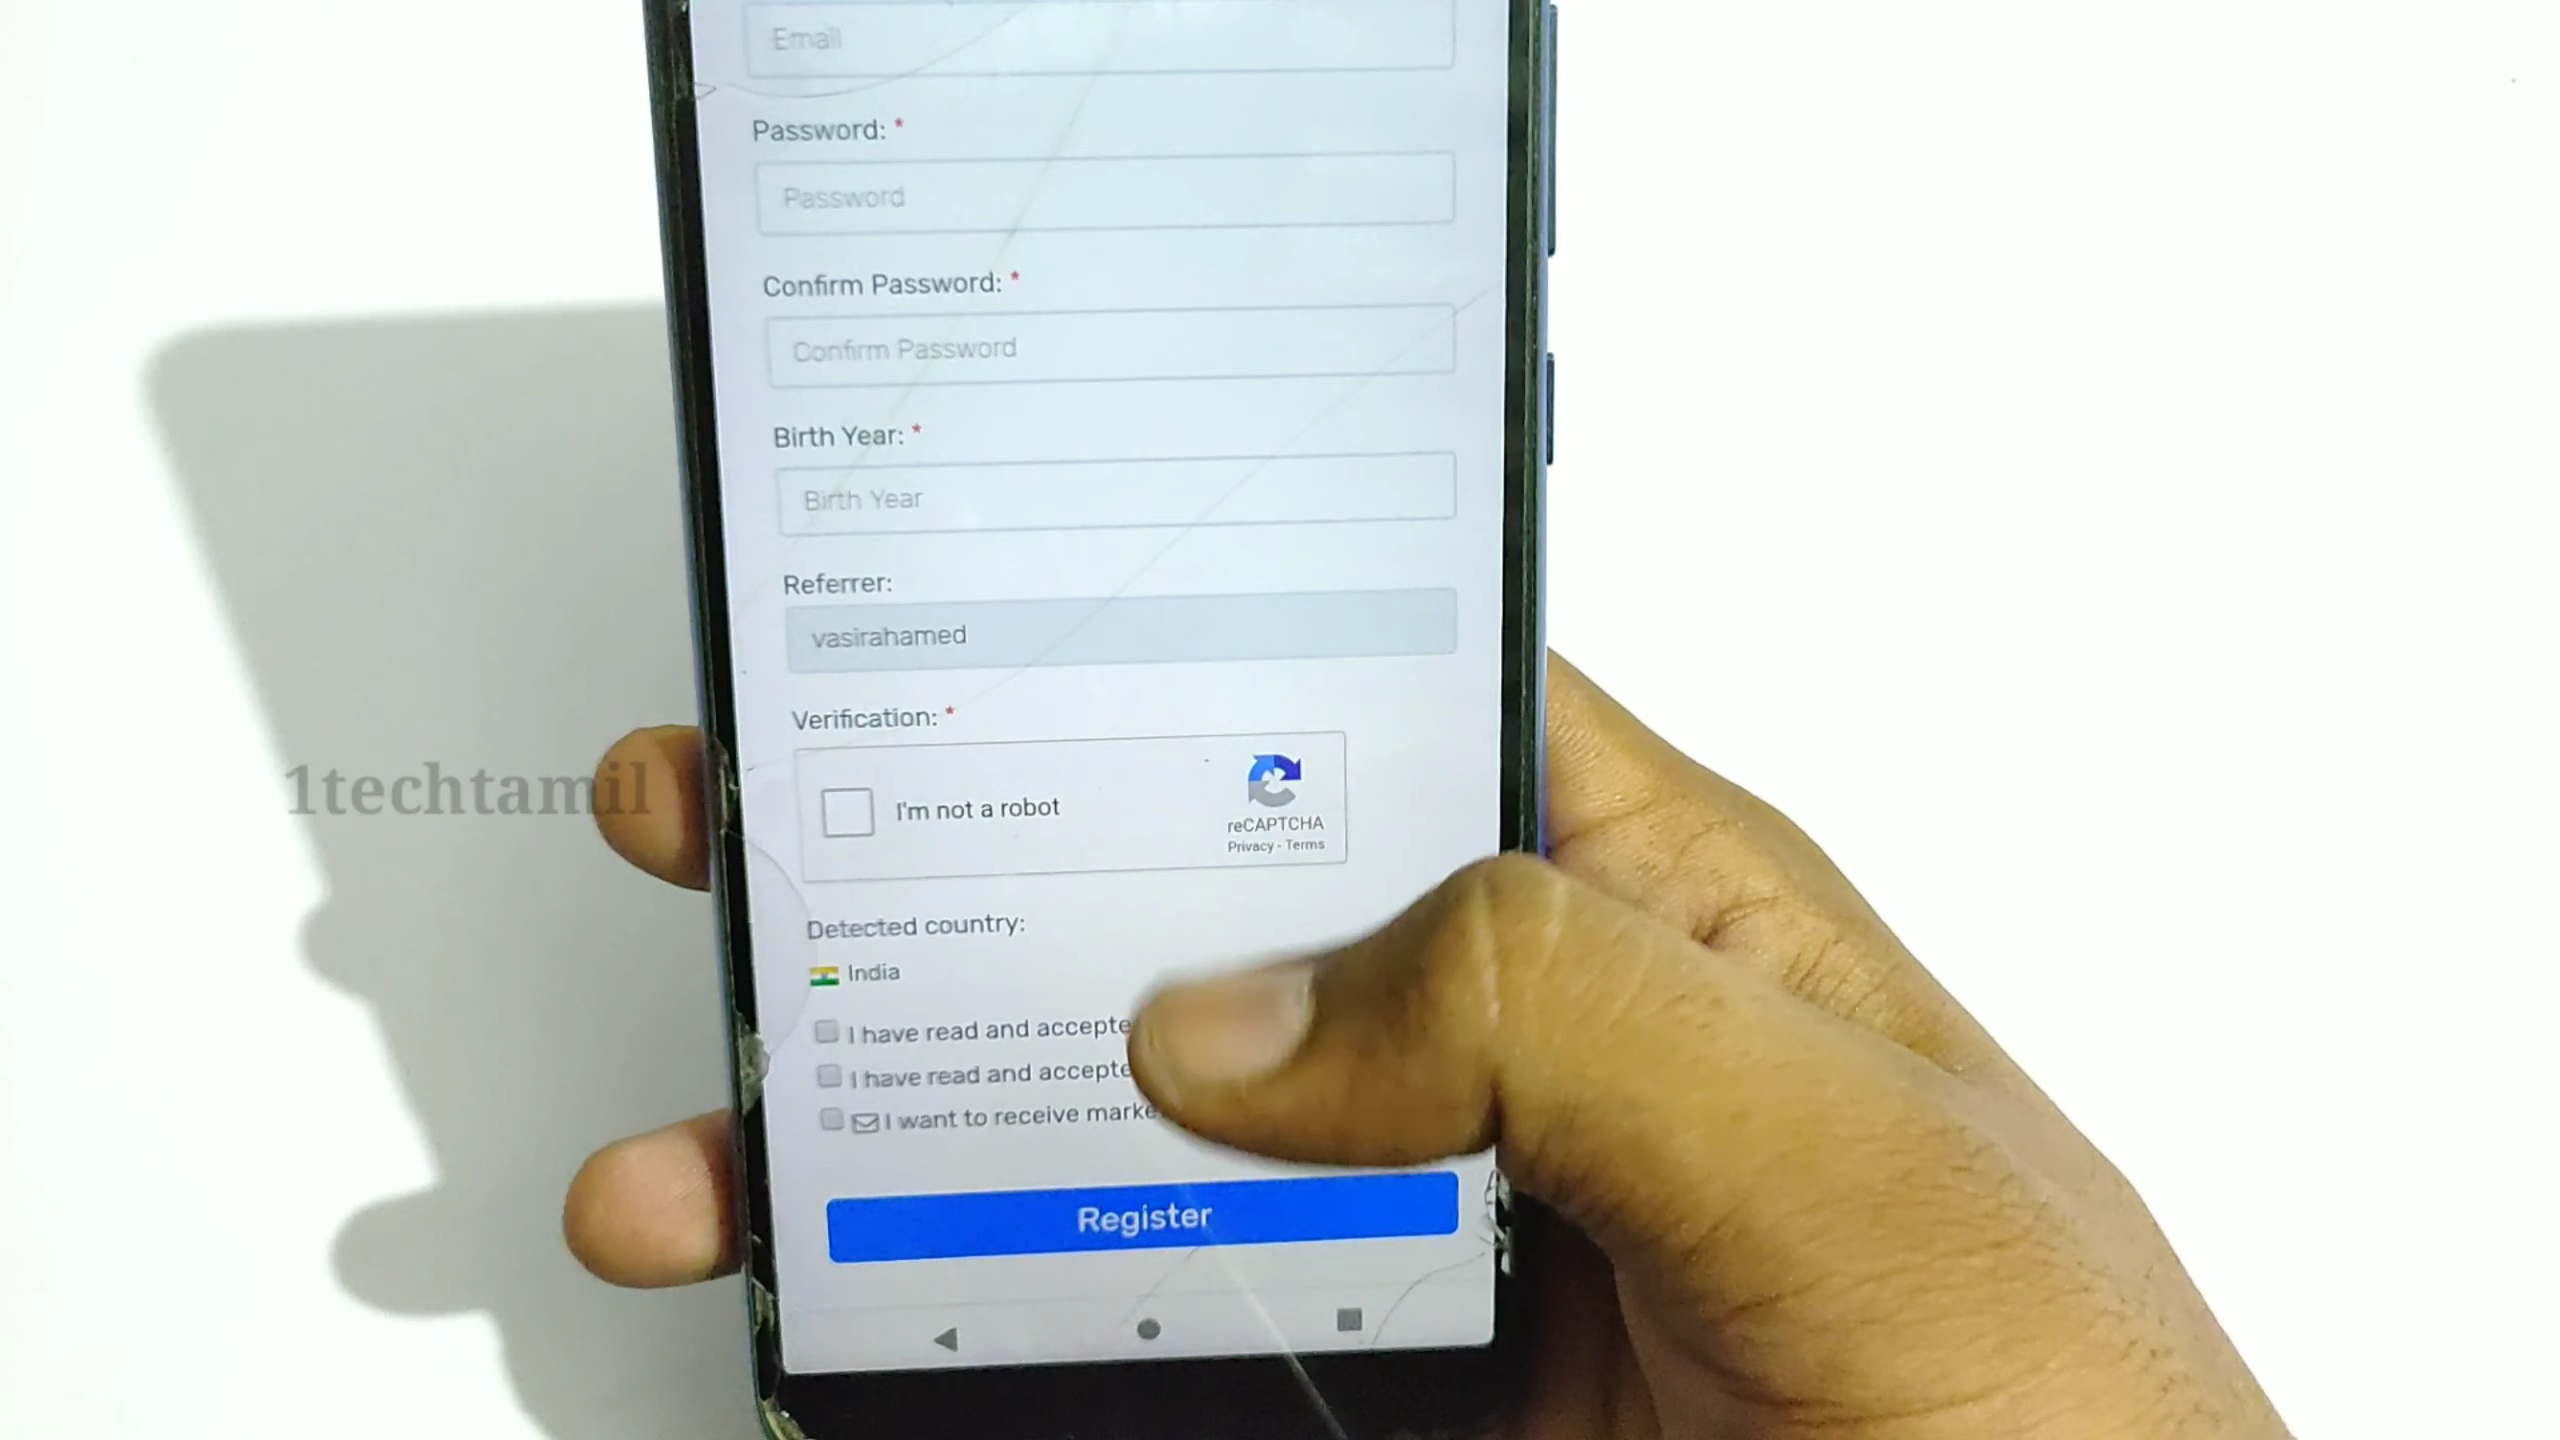 Email
Password: *
Password
Confirm Password: *
Confirm Password
Birth Year: *
Birth Year
Referrer:
vasirahamed
Verification: *
I'm not a robot
reCAPTCHA
Privacy - Terms
1techtamil
Detected country:
India
I have read and accepte
I have read and accepte
I want to receive marke
Register